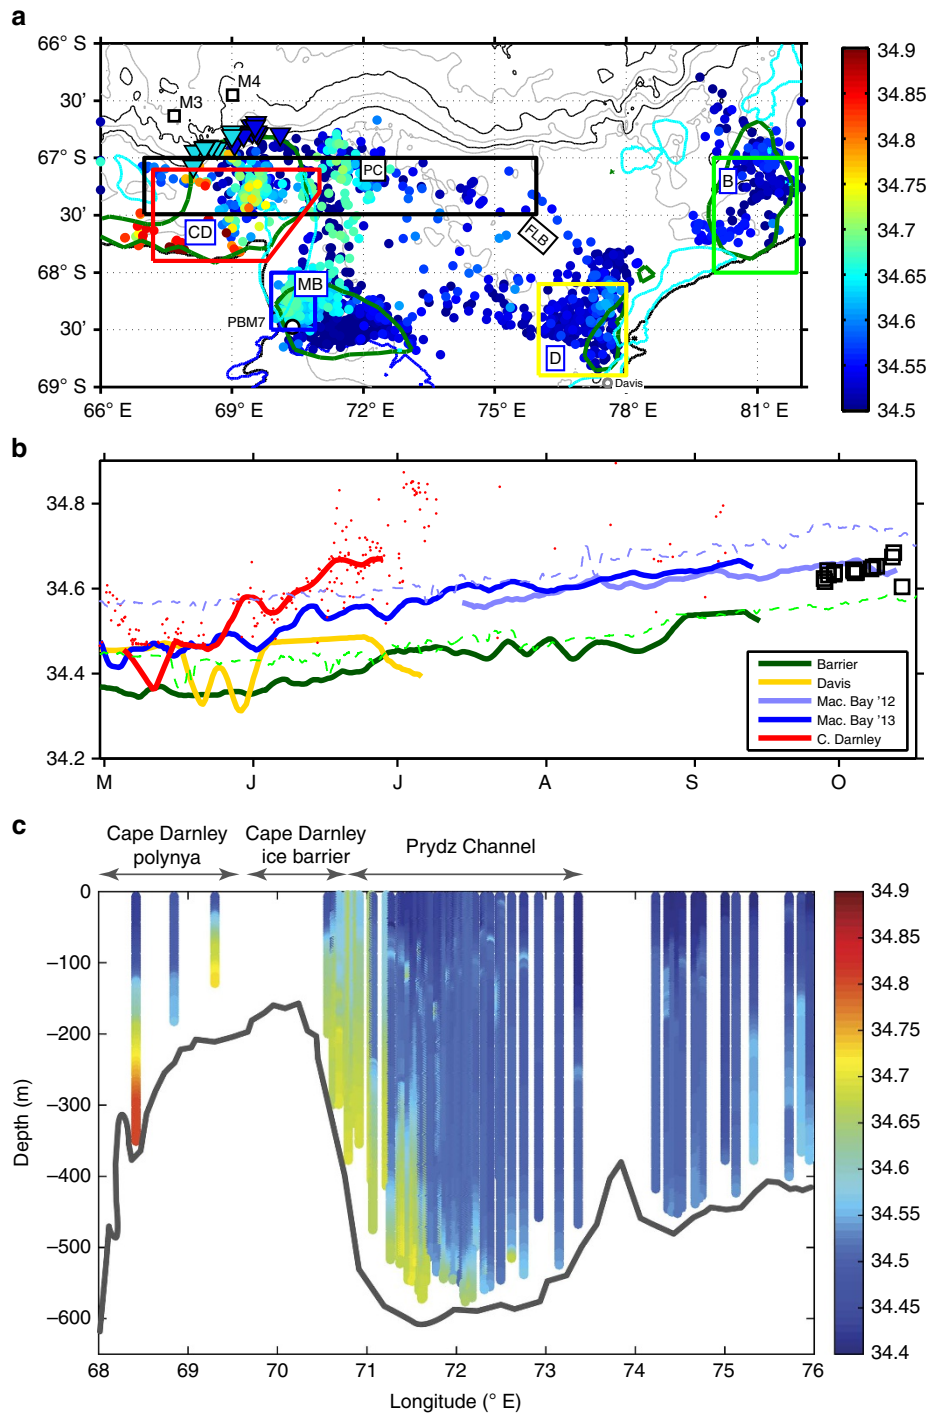 a
66° S
30'
67° S
30'
68° S
30'
69° S
66° E
69° E
72° E
75° E
78° E
81° E
M3
M4
PC
CD
MB
PBM7
FLB
B
D
Davis
34.9
34.85
34.8
34.75
34.7
34.65
34.6
34.55
34.5
b
34.8
34.6
34.4
34.2
M
J
J
A
S
O
Barrier
Davis
Mac. Bay '12
Mac. Bay '13
C. Darnley
c
Cape Darnley
polynya
Cape Darnley
ice barrier
Prydz Channel
0
−100
−200
−300
−400
−500
−600
Depth (m)
68
69
70
71
72
73
74
75
76
Longitude (° E)
34.9
34.85
34.8
34.75
34.7
34.65
34.6
34.55
34.5
34.45
34.4